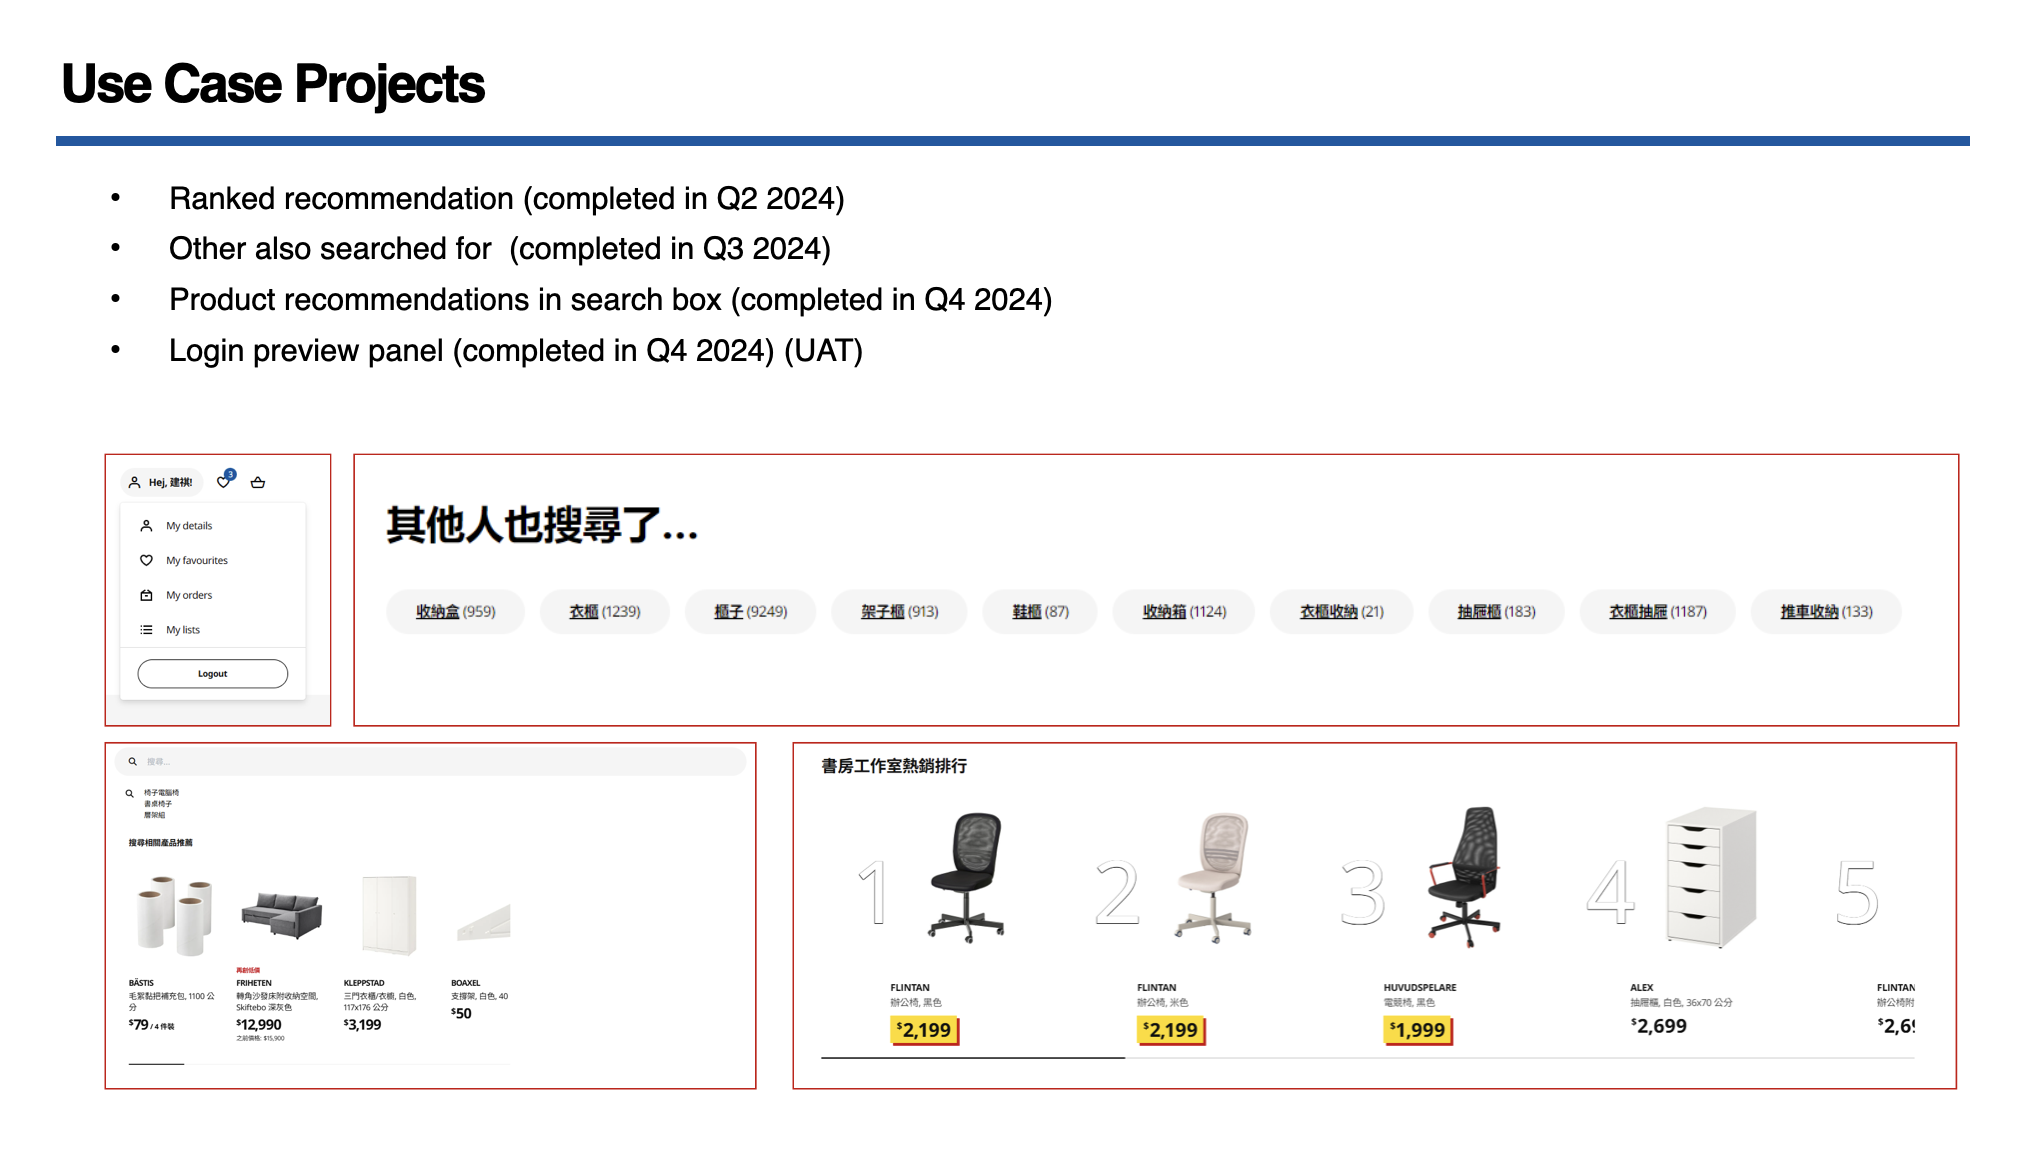 Use Case Projects
• Ranked recommendation (completed in Q2 2024)
• Other also searched for (completed in Q3 2024)
• Product recommendations in search box (completed in Q4 2024)
• Login preview panel (completed in Q4 2024) (UAT)
Hej, 建祺!
3
My details
My favourites
My orders
My lists
Logout
其他人也搜尋了...
收納盒 (959)
衣櫃 (1239)
櫃子 (9249)
架子櫃 (913)
鞋櫃 (87)
收納箱 (1124)
衣櫃收納 (21)
抽屜櫃 (183)
衣櫃抽屜 (1187)
推車收納 (133)
搜尋...
椅子電腦椅
書桌椅子
層架組
搜尋相關產品推薦
BÄSTIS
毛絮黏把補充包, 1100 公
分
$79 / 4 件裝
再創低價
FRIHETEN
轉角沙發床附收納空間,
Skiftebo 深灰色
$12,990
之前價格: $15,900
KLEPPSTAD
三門衣櫃/衣櫥, 白色,
117x176 公分
$3,199
BOAXEL
支撐架, 白色, 40
$50
書房工作室熱銷排行
1
FLINTAN
辦公椅, 黑色
$2,199
2
FLINTAN
辦公椅, 米色
$2,199
3
HUVUDSPELARE
電競椅, 黑色
$1,999
4
ALEX
抽屜櫃, 白色, 36x70 公分
$2,699
5
FLINTAN
辦公椅附
$2,69